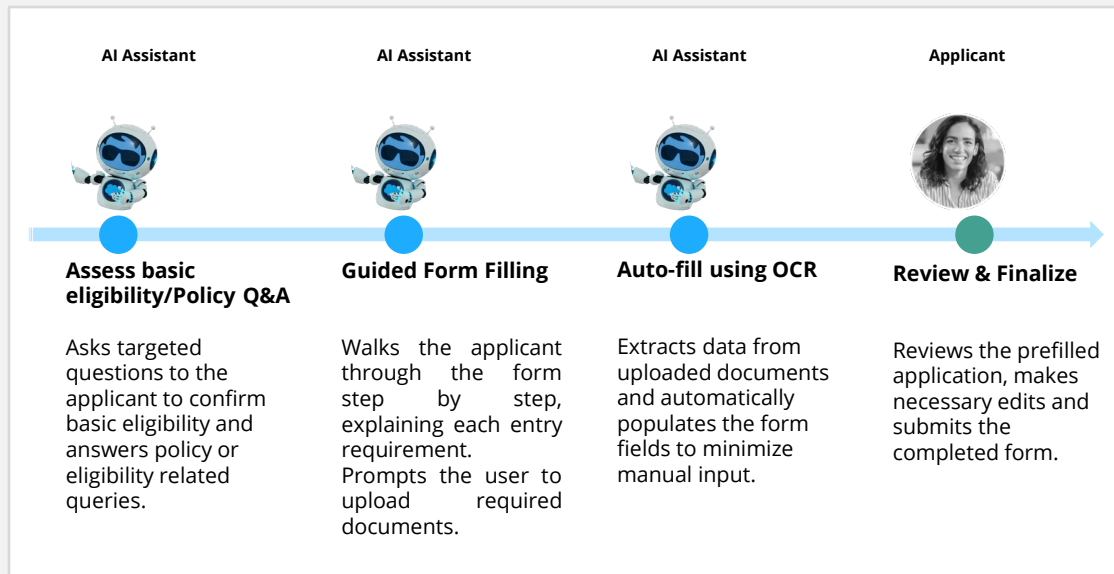 AI Assistant
AI Assistant
AI Assistant
Applicant
Assess basic
eligibility/Policy Q&A
Asks targeted
questions to the
applicant to confirm
basic eligibility and
answers policy or
eligibility related
queries.
Guided Form Filling
Walks the applicant
through the form
step by step,
explaining each entry
requirement.
Prompts the user to
upload required
documents.
Auto-fill using OCR
Extracts data from
uploaded documents
and automatically
populates the form
fields to minimize
manual input.
Review & Finalize
Reviews the prefilled
application, makes
necessary edits and
submits the
completed form.